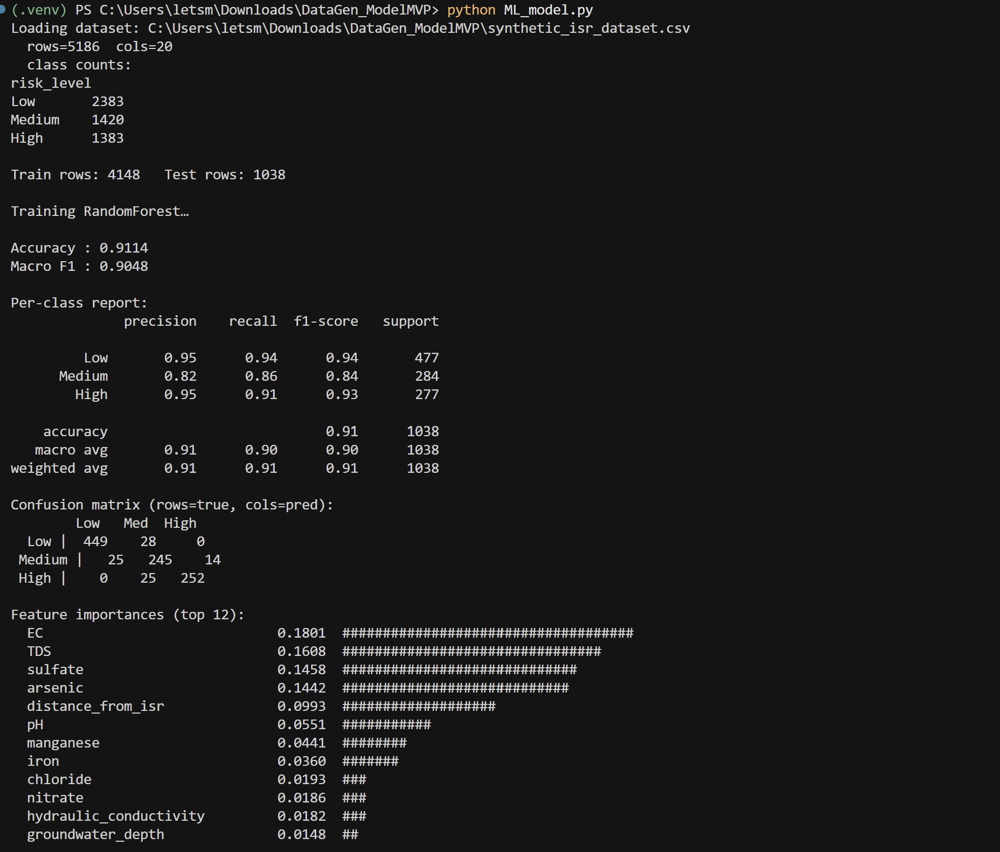 (.venv) PS C:\Users\letsm\Downloads\DataGen_ModelMVP> python ML_model.py
Loading dataset: C:\Users\letsm\Downloads\DataGen_ModelMVP\synthetic_isr_dataset.csv
  rows=5186  cols=20
  class counts:
risk_level
Low       2383
Medium    1420
High      1383

Train rows: 4148   Test rows: 1038

Training RandomForest…

Accuracy : 0.9114
Macro F1 : 0.9048

Per-class report:
              precision    recall  f1-score   support

         Low       0.95      0.94      0.94       477
      Medium       0.82      0.86      0.84       284
        High       0.95      0.91      0.93       277

    accuracy                           0.91      1038
   macro avg       0.91      0.90      0.90      1038
weighted avg       0.91      0.91      0.91      1038

Confusion matrix (rows=true, cols=pred):
        Low   Med  High
  Low |  449    28     0
 Medium |   25   245    14
 High |    0    25   252

Feature importances (top 12):
  EC                             0.1801  ####################################
  TDS                            0.1608  ################################
  sulfate                        0.1458  #############################
  arsenic                        0.1442  ############################
  distance_from_isr              0.0993  ###################
  pH                             0.0551  ###########
  manganese                      0.0441  ########
  iron                           0.0360  #######
  chloride                       0.0193  ###
  nitrate                        0.0186  ###
  hydraulic_conductivity         0.0182  ###
  groundwater_depth              0.0148  ##